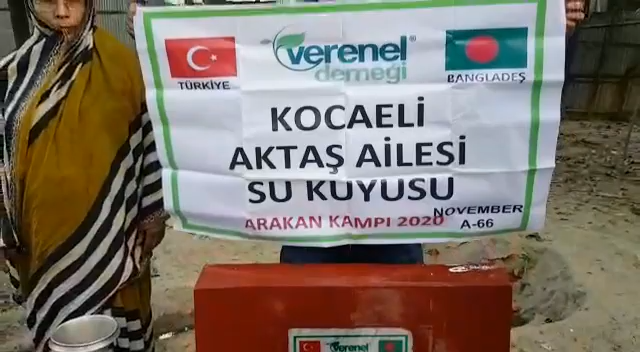 verenel®
derneği
TÜRKİYE
BANGLADEŞ
KOCAELİ
AKTAŞ AİLESİ
SU KUYUSU
ARAKAN KAMPI 2020 NOVEMBER
A-66
verenel